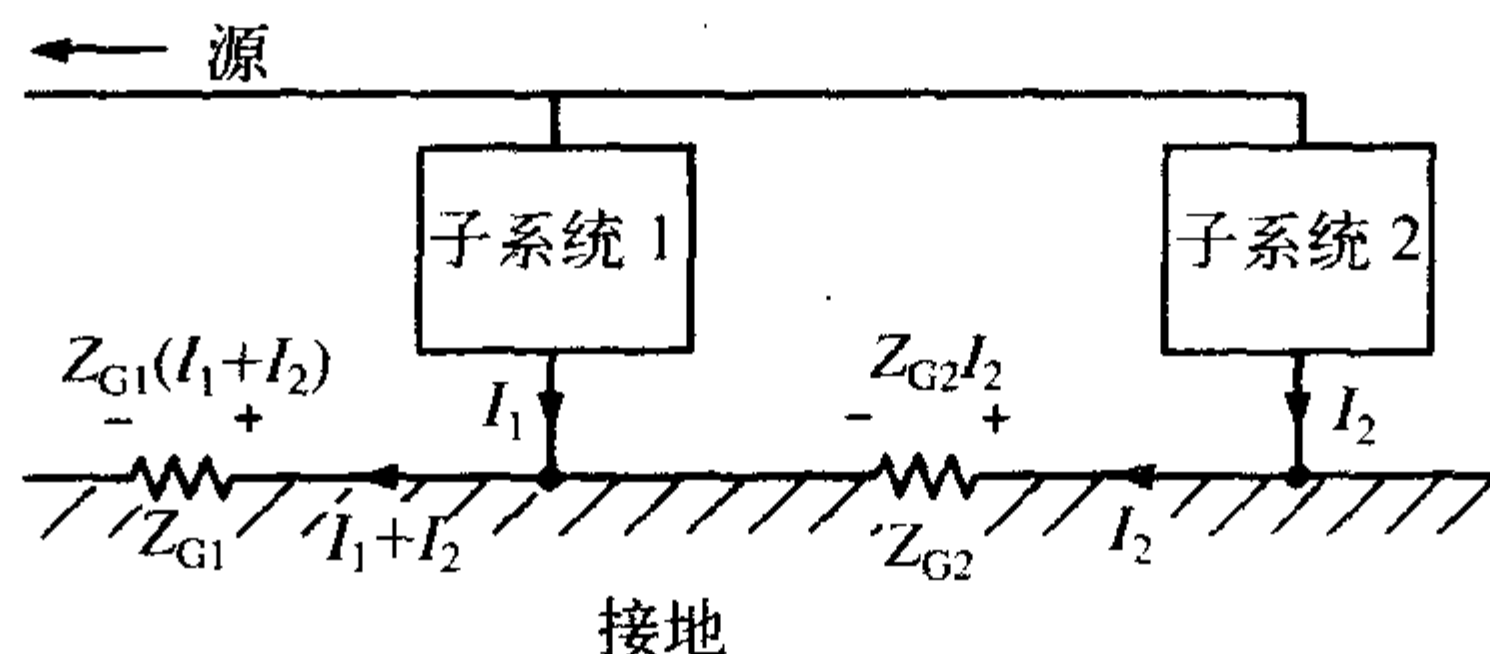 源
子系统 1
子系统 2
Z_G1(I_1+I_2)
Z_G2I_2
− +
I_1
− +
I_2
Z_G1
I_1+I_2
Z_G2
I_2
接地